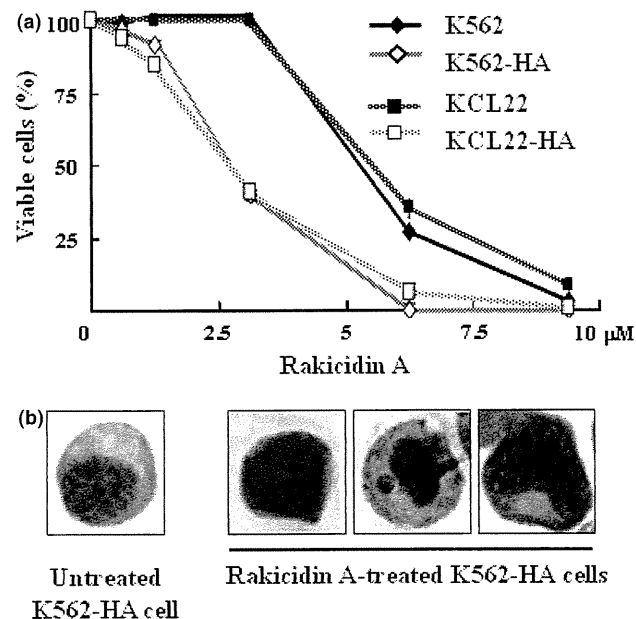 (a)
100
75
50
25
Viable cells (%)
K562
K562-HA
KCL22
KCL22-HA
0 2.5 5 7.5 10 µM
Rakicidin A
(b)
Untreated Rakicidin A-treated K562-HA cells
K562-HA cell